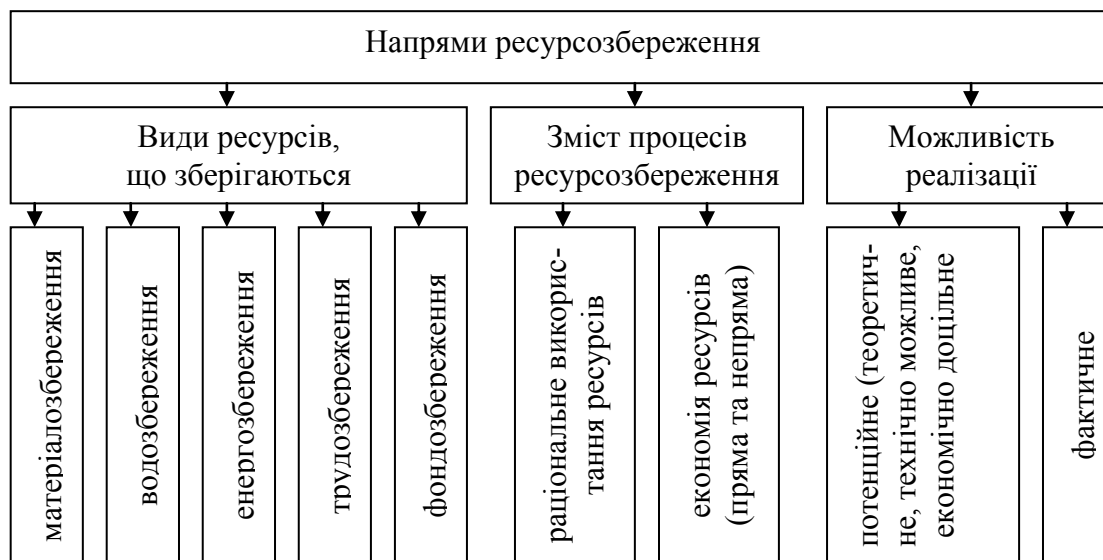 Напрями ресурсозбереження
Види ресурсів,
що зберігаються
Зміст процесів
ресурсозбереження
Можливість
реалізації
матеріалозбереження
водозбереження
енергозбереження
трудозбереження
фондозбереження
раціональне викорис-
тання ресурсів
економія ресурсів
(пряма та непряма)
потенційне (теоретич-
не, технічно можливе,
економічно доцільне
фактичне